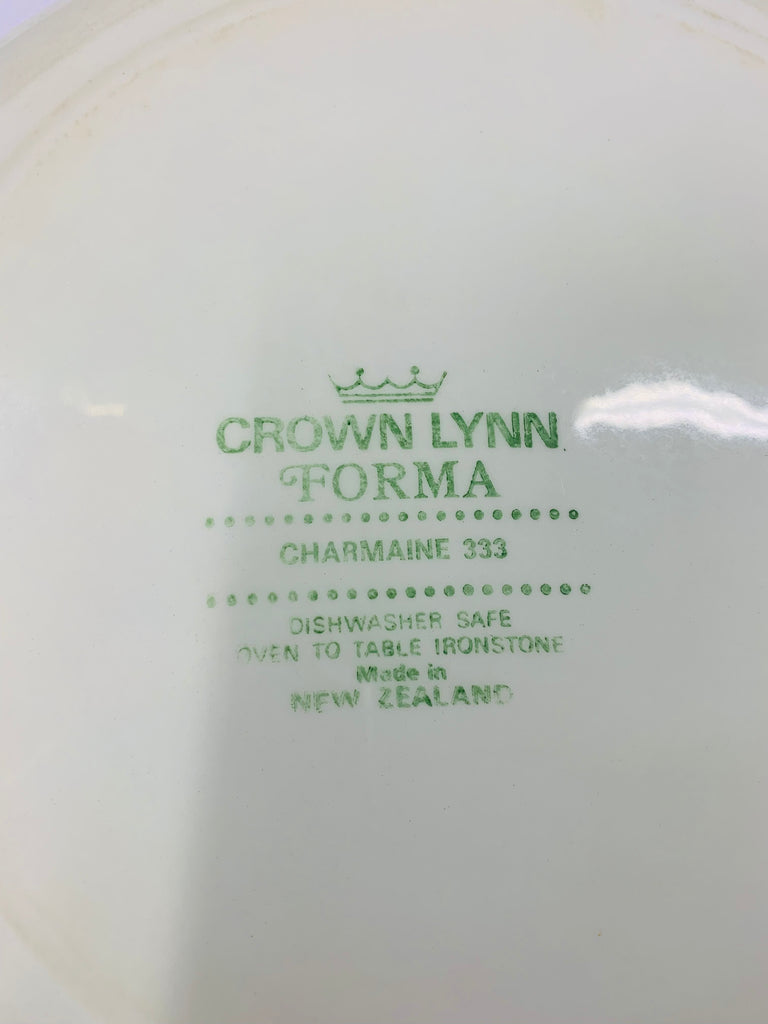 CROWN LYNN
FORMA
CHARMAINE 333
DISHWASHER SAFE
OVEN TO TABLE IRONSTONE
Made in
NEW ZEALAND